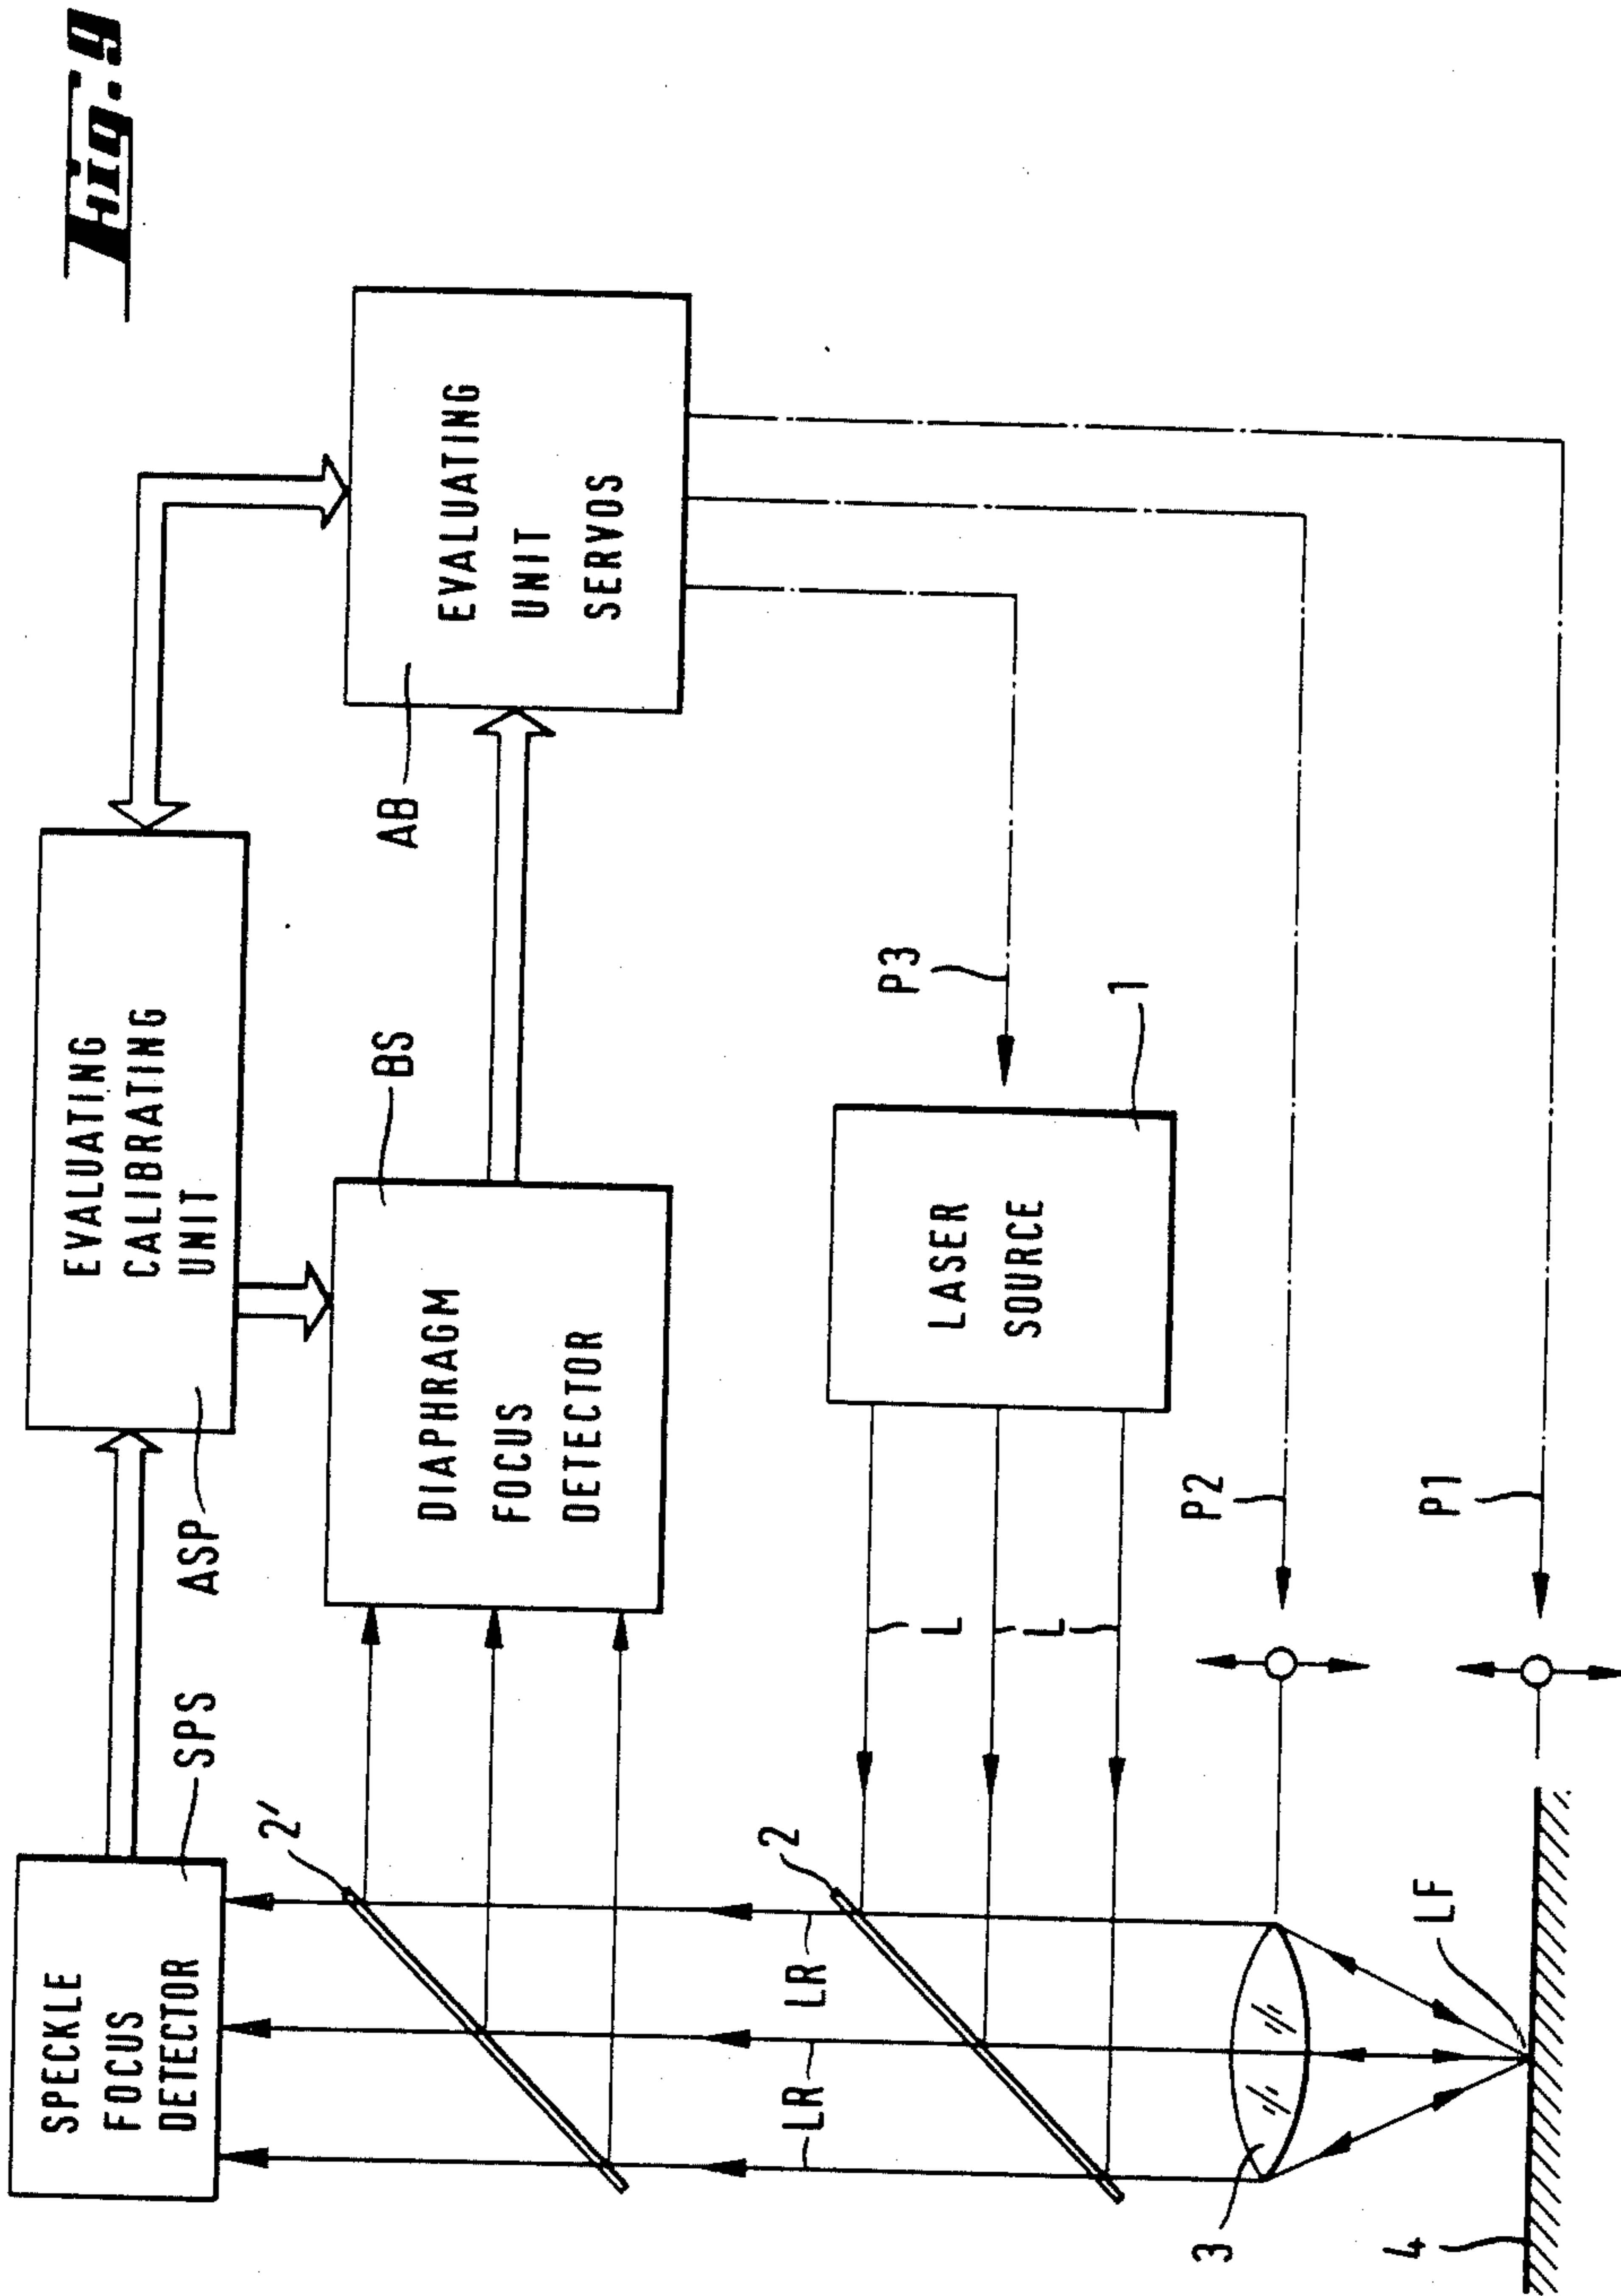 Fig. 9
SPECKLE
FOCUS
DETECTOR
SPS
EVALUATING
CALIBRATING
UNIT
ASP
2'
DIAPHRAGM
FOCUS
DETECTOR
BS
EVALUATING
UNIT
SERVOS
AB
LR
LR
2
L
L
LASER
SOURCE
1
P3
3
P2
LF
4
P1